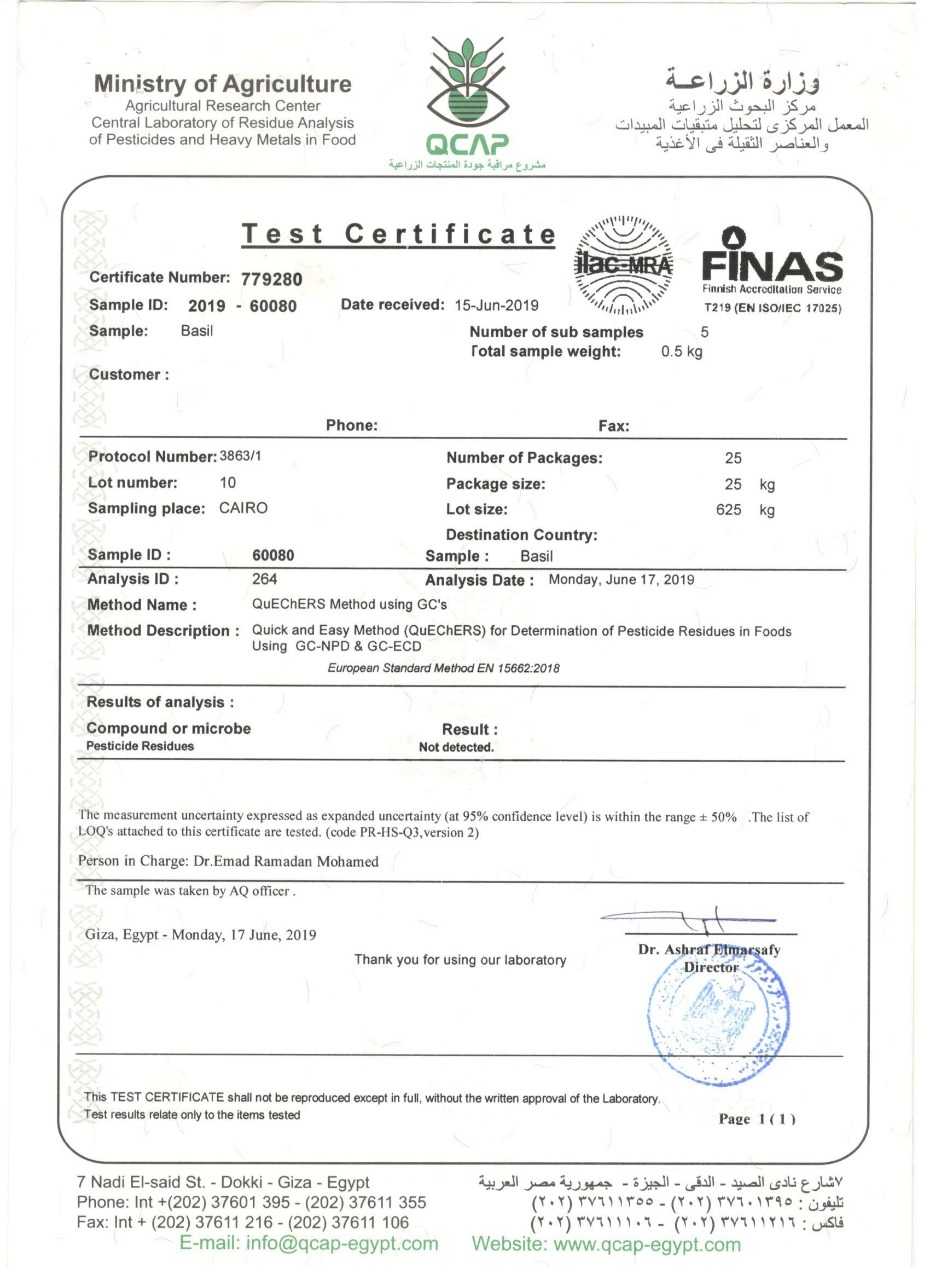 Ministry of Agriculture
Agricultural Research Center
Central Laboratory of Residue Analysis
of Pesticides and Heavy Metals in Food
QCAP
مشروع مراقبة جودة المنتجات الزراعية
وزارة الزراعـــة
مركز البحوث الزراعية
المعمل المركزى لتحليل متبقيات المبيدات
والعناصر الثقيلة فى الأغذية
Test Certificate
ilac-MRA
FINAS
Finnish Accreditation Service
T219 (EN ISO/IEC 17025)
Certificate Number: 779280
Sample ID: 2019 - 60080 Date received: 15-Jun-2019
Sample: Basil Number of sub samples 5
Total sample weight: 0.5 kg
Customer :
Phone: Fax:
Protocol Number: 3863/1 Number of Packages: 25
Lot number: 10 Package size: 25 kg
Sampling place: CAIRO Lot size: 625 kg
Destination Country:
Sample ID : 60080 Sample : Basil
Analysis ID : 264 Analysis Date : Monday, June 17, 2019
Method Name : QuEChERS Method using GC's
Method Description : Quick and Easy Method (QuEChERS) for Determination of Pesticide Residues in Foods
Using GC-NPD & GC-ECD
European Standard Method EN 15662:2018
Results of analysis :
Compound or microbe Result :
Pesticide Residues Not detected.
The measurement uncertainty expressed as expanded uncertainty (at 95% confidence level) is within the range ± 50% .The list of
LOQ's attached to this certificate are tested. (code PR-HS-Q3,version 2)
Person in Charge: Dr.Emad Ramadan Mohamed
The sample was taken by AQ officer .
Giza, Egypt - Monday, 17 June, 2019
Thank you for using our laboratory
Dr. Ashraf Elmarsafy
Director
This TEST CERTIFICATE shall not be reproduced except in full, without the written approval of the Laboratory.
Test results relate only to the items tested
Page 1 ( 1 )
7 Nadi El-said St. - Dokki - Giza - Egypt
Phone: Int +(202) 37601 395 - (202) 37611 355
Fax: Int + (202) 37611 216 - (202) 37611 106
٧شارع نادى الصيد - الدقى - الجيزة - جمهورية مصر العربية
تليفون : ٣٧٦٠١٣٩٥ (٢٠٢) - ٣٧٦١١٣٥٥ (٢٠٢)
فاكس : ٣٧٦١١٢١٦ (٢٠٢) - ٣٧٦١١١٠٦ (٢٠٢)
E-mail: info@qcap-egypt.com Website: www.qcap-egypt.com